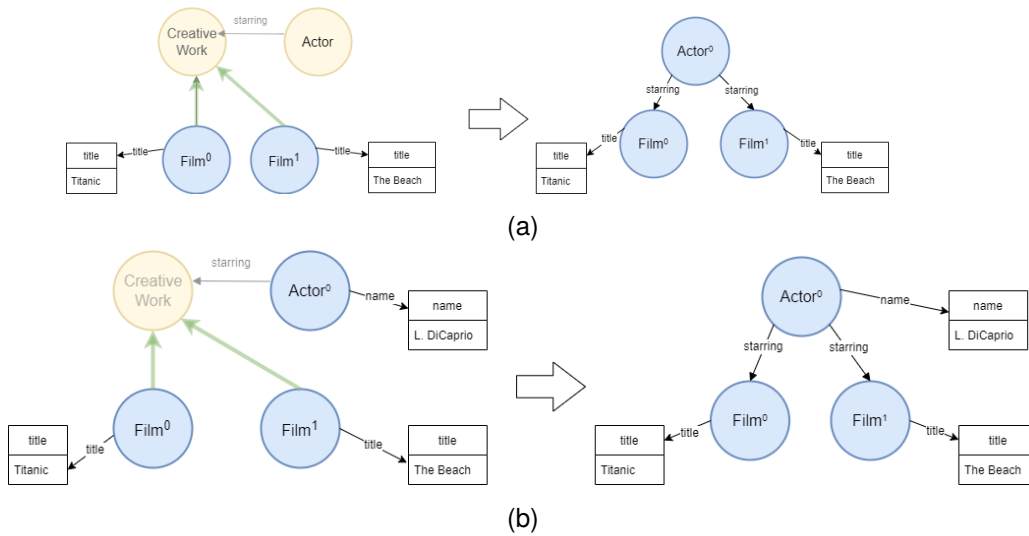 Creative
Work
starring
Actor
title
Titanic
title
Film⁰
Film¹
title
title
The Beach
Actor⁰
starring
starring
title
Titanic
title
Film⁰
Film¹
title
title
The Beach
(a)
Creative
Work
starring
Actor⁰
name
name
L. DiCaprio
title
Titanic
title
Film⁰
Film¹
title
title
The Beach
Actor⁰
name
name
L. DiCaprio
starring
starring
title
Titanic
title
Film⁰
Film¹
title
title
The Beach
(b)